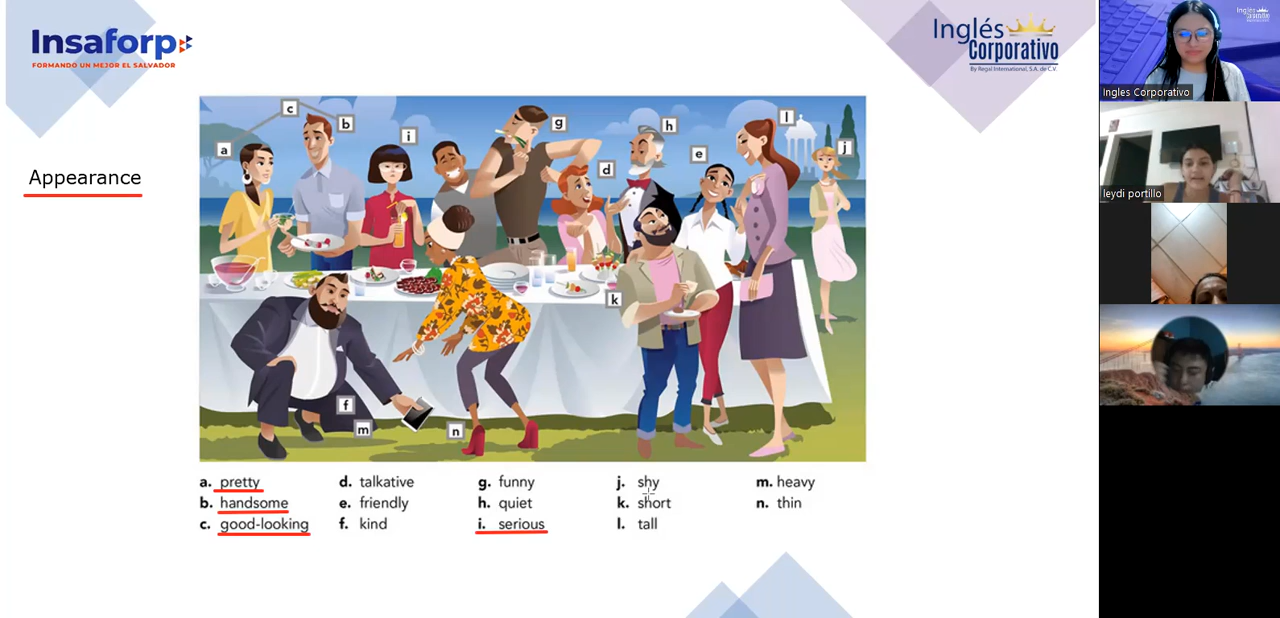 Insaforp
FORMANDO UN MEJOR EL SALVADOR
Inglés
Corporativo
By Regal International, S.A. de C.V.
Appearance
c
b
a
i
g
h
l
j
d
e
k
f
m
n
a. pretty
b. handsome
c. good-looking
d. talkative
e. friendly
f. kind
g. funny
h. quiet
i. serious
j. shy
k. short
l. tall
m. heavy
n. thin
Inglés
Ingles Corporativo
leydi portillo